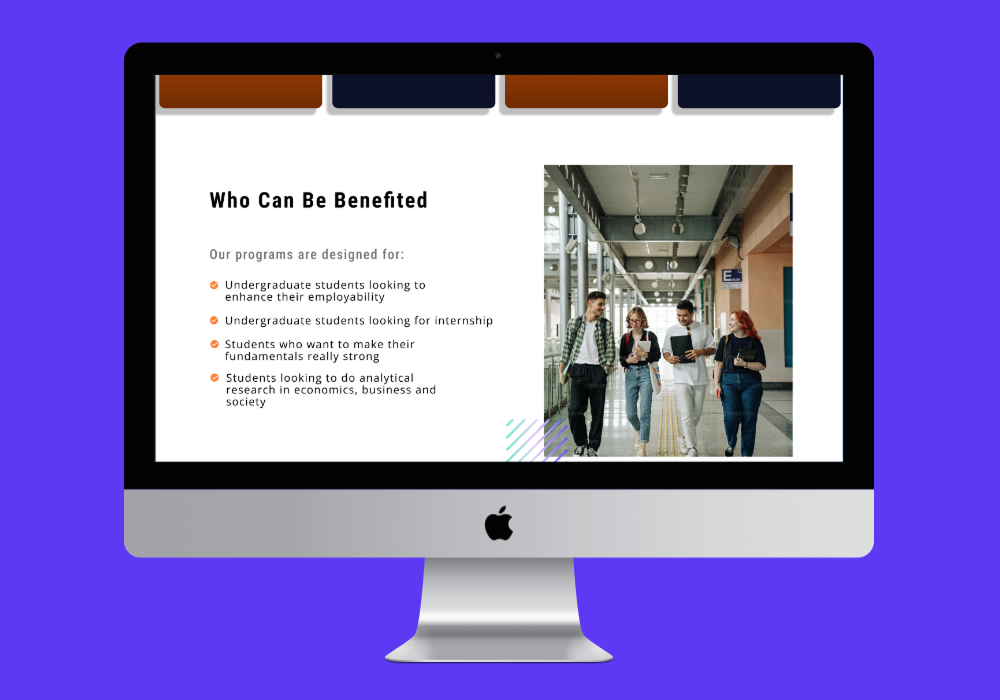 Who Can Be Benefited
Our programs are designed for:
Undergraduate students looking to
enhance their employability
Undergraduate students looking for internship
Students who want to make their
fundamentals really strong
Students looking to do analytical
research in economics, business and
society
E